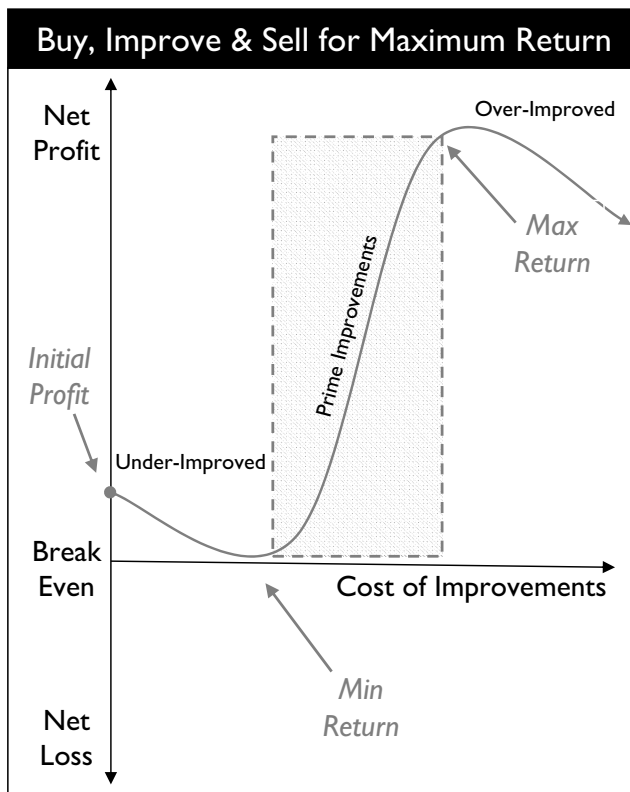 Buy, Improve & Sell for Maximum Return
Net
Profit
Over-Improved
Max
Return
Prime Improvements
Initial
Profit
Under-Improved
Break
Even
Cost of Improvements
Min
Return
Net
Loss